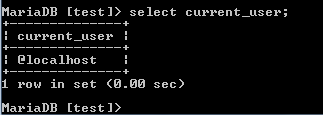 MariaDB [test]> select current_user;
+--------------+
| current_user |
+--------------+
| @localhost   |
+--------------+
1 row in set (0.00 sec)
MariaDB [test]>